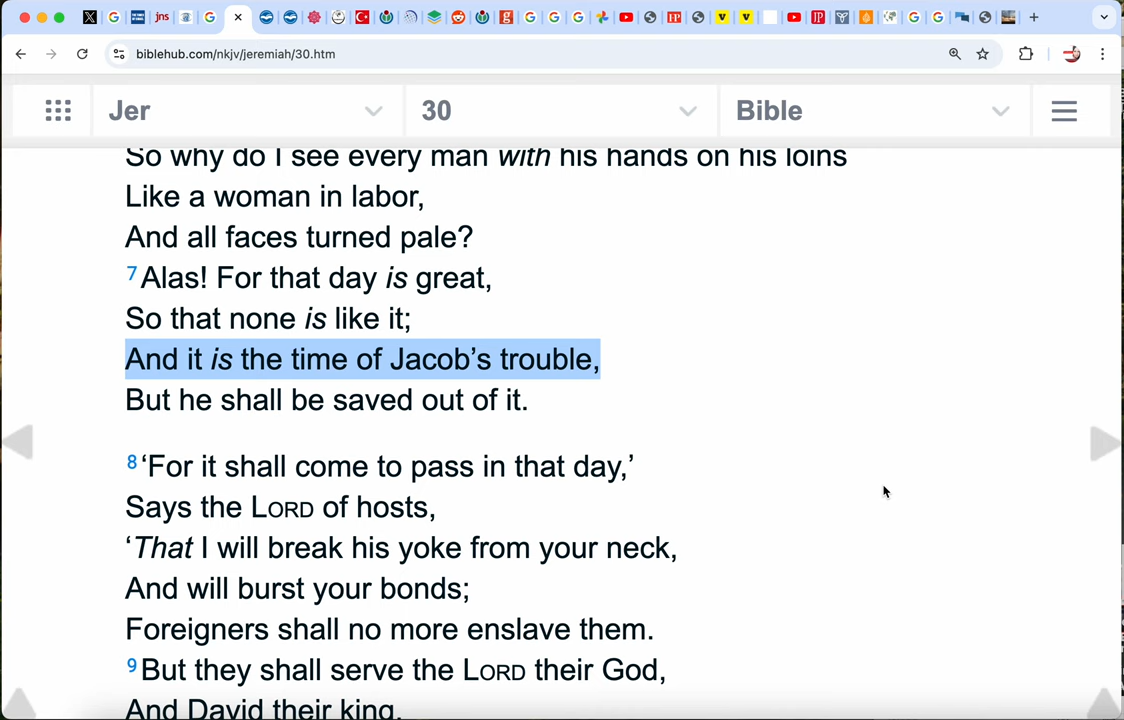 JNS
JP
biblehub.com/nkjv/jeremiah/30.htm
Jer
30
Bible
So why do I see every man with his hands on his loins
Like a woman in labor,
And all faces turned pale?
7 Alas! For that day is great,
So that none is like it;
And it is the time of Jacob’s trouble,
But he shall be saved out of it.
8 ‘For it shall come to pass in that day,’
Says the LORD of hosts,
‘That I will break his yoke from your neck,
And will burst your bonds;
Foreigners shall no more enslave them.
9 But they shall serve the LORD their God,
And David their king,